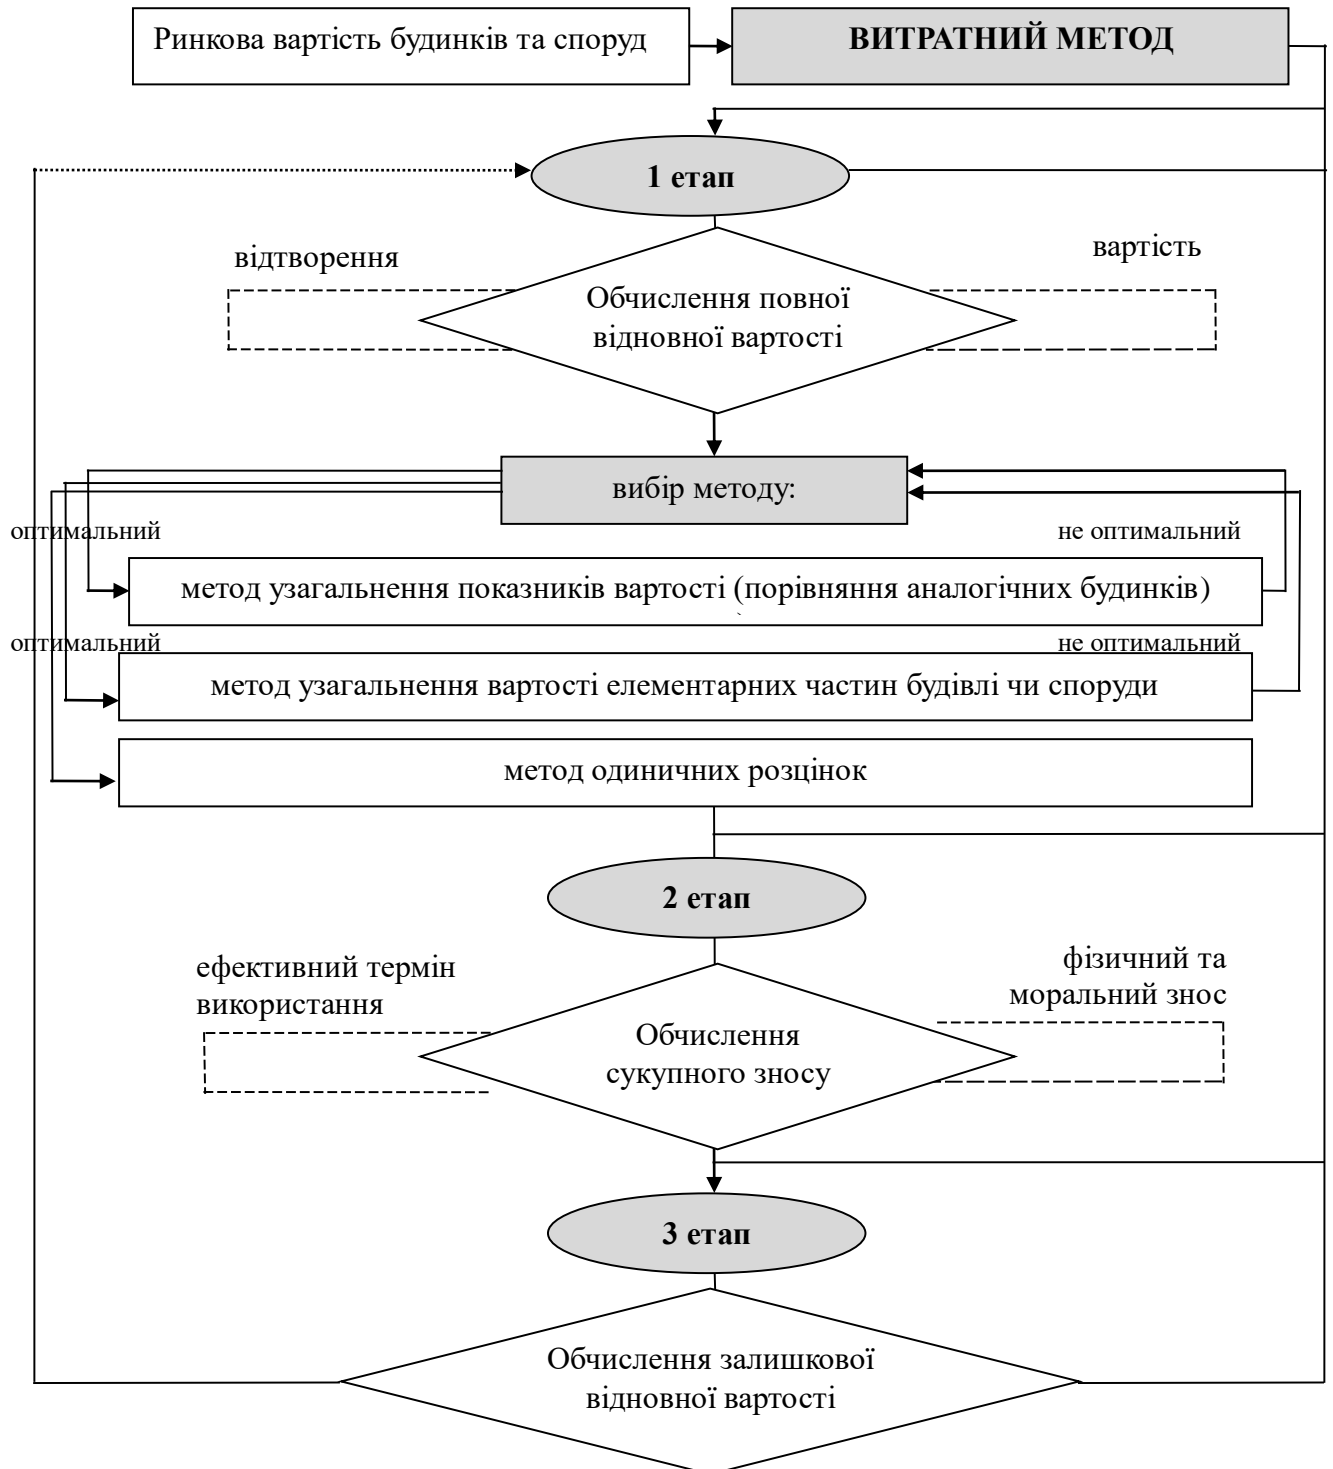 Ринкова вартість будинків та споруд
ВИТРАТНИЙ МЕТОД
1 етап
відтворення
вартість
Обчислення повної
відновної вартості
вибір методу:
оптимальний
не оптимальний
метод узагальнення показників вартості (порівняння аналогічних будинків)
оптимальний
не оптимальний
метод узагальнення вартості елементарних частин будівлі чи споруди
метод одиничних розцінок
2 етап
ефективний термін
використання
фізичний та
моральний знос
Обчислення
сукупного зносу
3 етап
Обчислення залишкової
відновної вартості